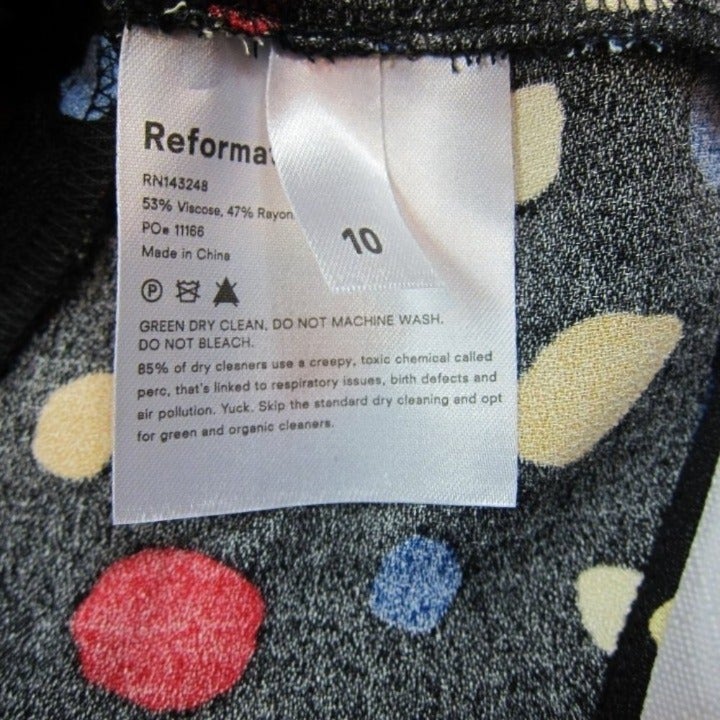 Reforma
RN143248
53% Viscose, 47% Rayon
PO# 11166
Made in China
10
P
GREEN DRY CLEAN. DO NOT MACHINE WASH.
DO NOT BLEACH.
85% of dry cleaners use a creepy, toxic chemical called
perc, that's linked to respiratory issues, birth defects and
air pollution. Yuck. Skip the standard dry cleaning and opt
for green and organic cleaners.